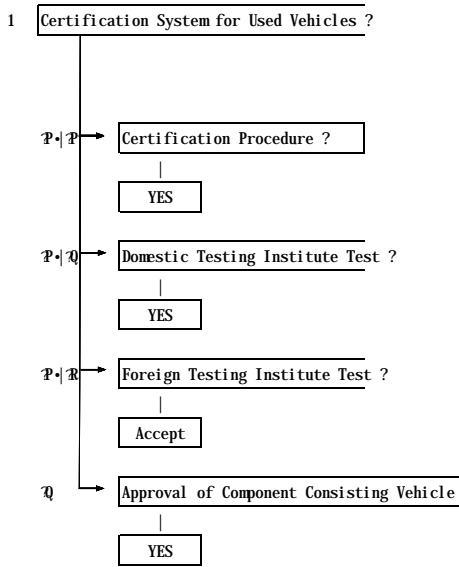 1 Certification System for Used Vehicles ?
Certification Procedure ?
YES
Domestic Testing Institute Test ?
YES
Foreign Testing Institute Test ?
Accept
Approval of Component Consisting Vehicle
YES